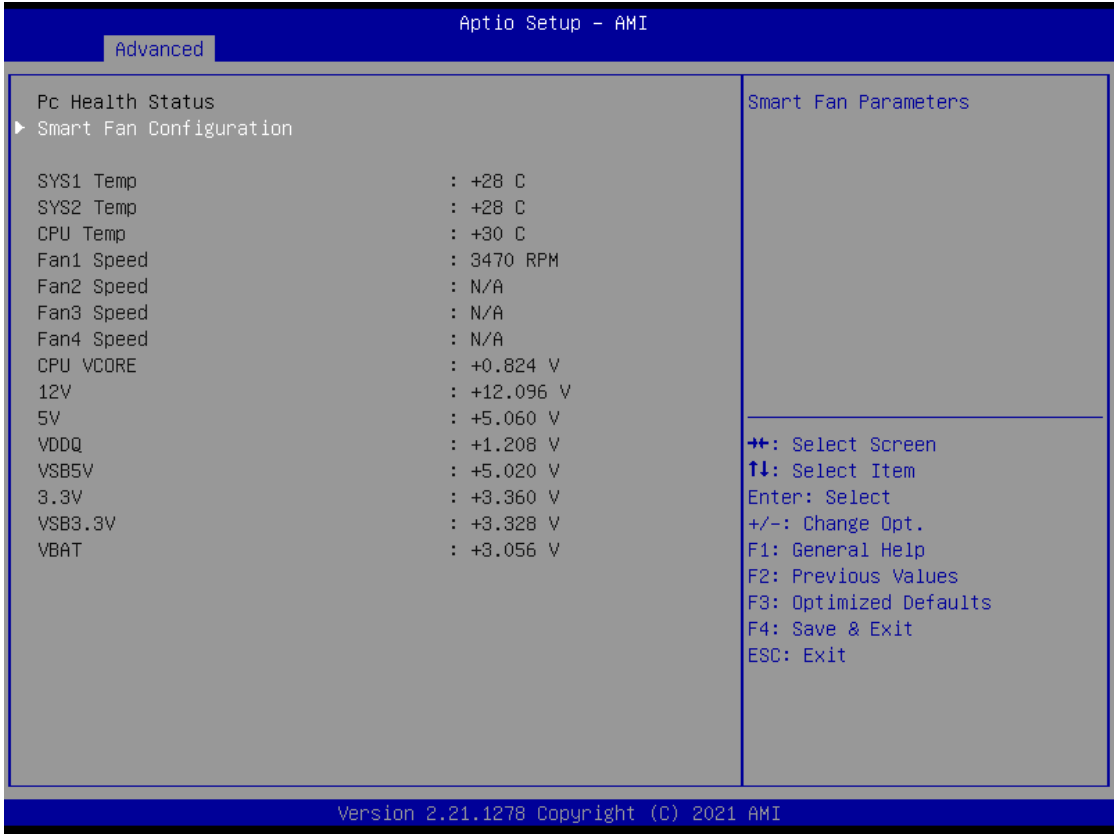 Aptio Setup – AMI
Advanced
Pc Health Status
Smart Fan Configuration
SYS1 Temp : +28 C
SYS2 Temp : +28 C
CPU Temp : +30 C
Fan1 Speed : 3470 RPM
Fan2 Speed : N/A
Fan3 Speed : N/A
Fan4 Speed : N/A
CPU VCORE : +0.824 V
12V : +12.096 V
5V : +5.060 V
VDDQ : +1.208 V
VSB5V : +5.020 V
3.3V : +3.360 V
VSB3.3V : +3.328 V
VBAT : +3.056 V
Smart Fan Parameters
→←: Select Screen
↑↓: Select Item
Enter: Select
+/-: Change Opt.
F1: General Help
F2: Previous Values
F3: Optimized Defaults
F4: Save & Exit
ESC: Exit
Version 2.21.1278 Copyright (C) 2021 AMI